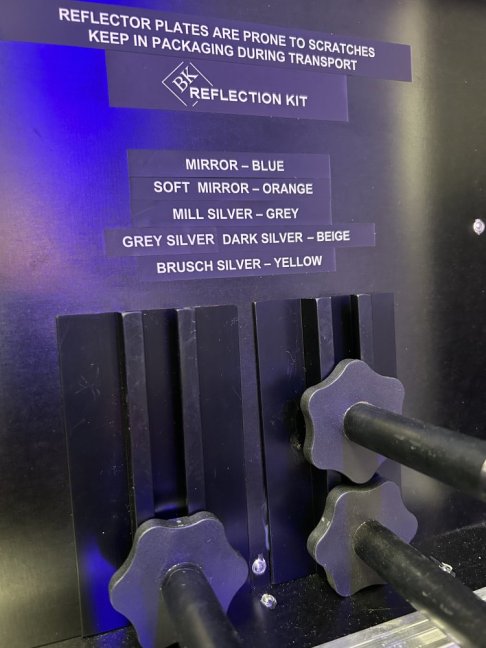 REFLECTOR PLATES ARE PRONE TO SCRATCHES
KEEP IN PACKAGING DURING TRANSPORT
BK REFLECTION KIT
MIRROR – BLUE
SOFT MIRROR – ORANGE
MILL SILVER – GREY
GREY SILVER DARK SILVER – BEIGE
BRUSCH SILVER – YELLOW